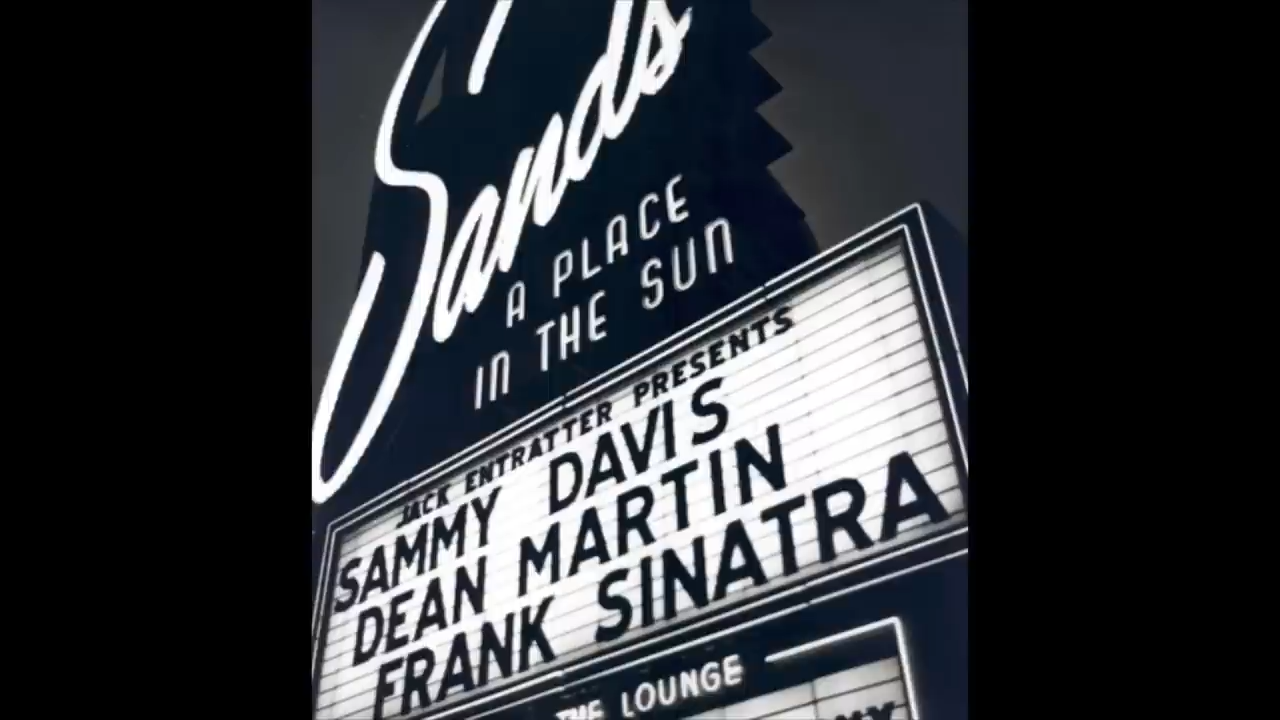 Sands
A PLACE
IN THE SUN
JACK ENTRATTER PRESENTS
SAMMY DAVIS
DEAN MARTIN
FRANK SINATRA
THE LOUNGE